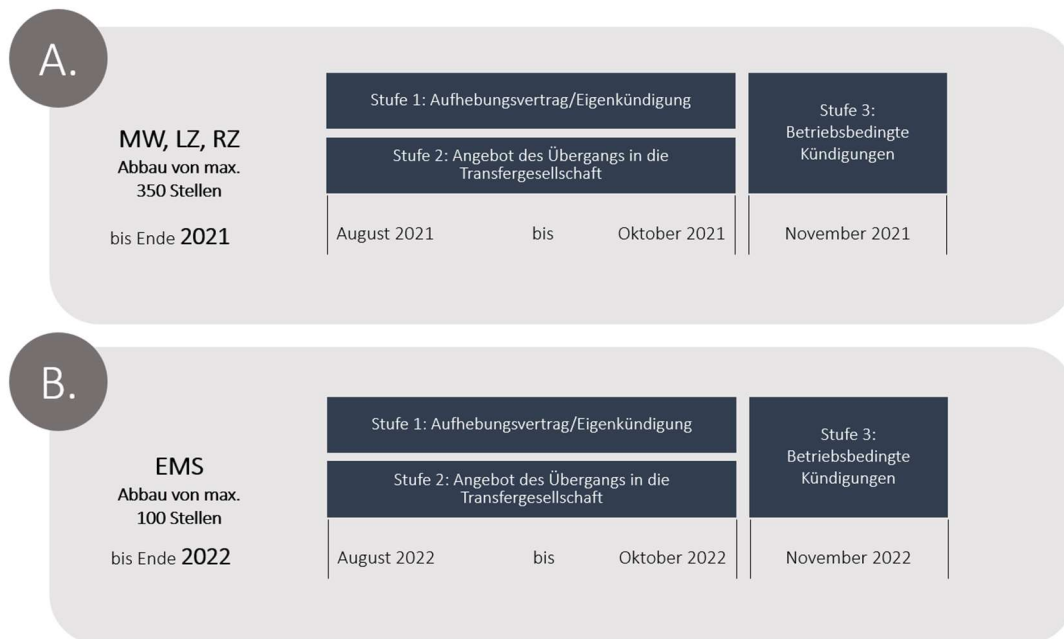 A.
MW, LZ, RZ
Abbau von max.
350 Stellen
bis Ende 2021
Stufe 1: Aufhebungsvertrag/Eigenkündigung
Stufe 2: Angebot des Übergangs in die
Transfergesellschaft
Stufe 3:
Betriebsbedingte
Kündigungen
August 2021 bis Oktober 2021
November 2021
B.
EMS
Abbau von max.
100 Stellen
bis Ende 2022
Stufe 1: Aufhebungsvertrag/Eigenkündigung
Stufe 2: Angebot des Übergangs in die
Transfergesellschaft
Stufe 3:
Betriebsbedingte
Kündigungen
August 2022 bis Oktober 2022
November 2022